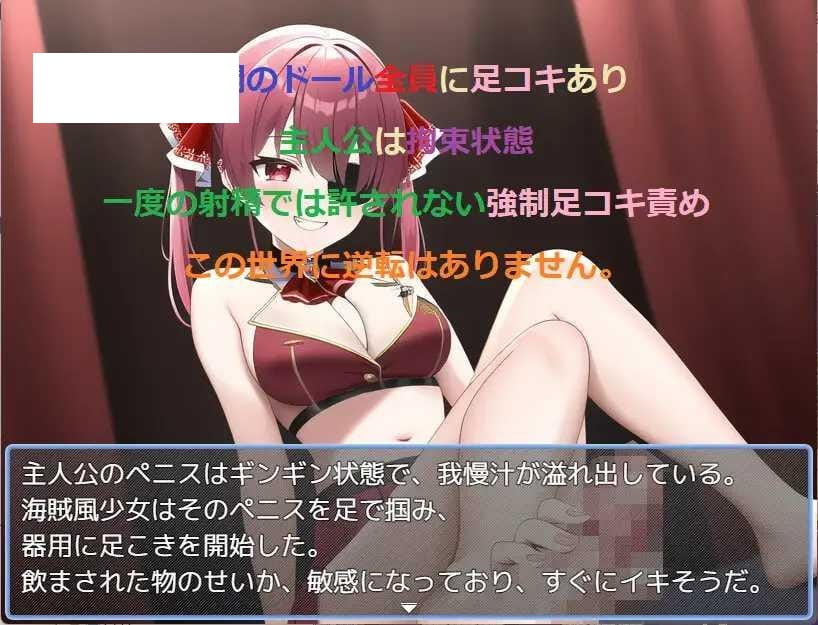 のドール全員に足コキあり
主人公は拘束状態
一度の射精では許されない強制足コキ責め
この世界に逆転はありません。
主人公のペニスはギンギン状態で、我慢汁が溢れ出している。
海賊風少女はそのペニスを足で掴み、
器用に足こきを開始した。
飲まされた物のせいか、敏感になっており、すぐにイキそうだ。